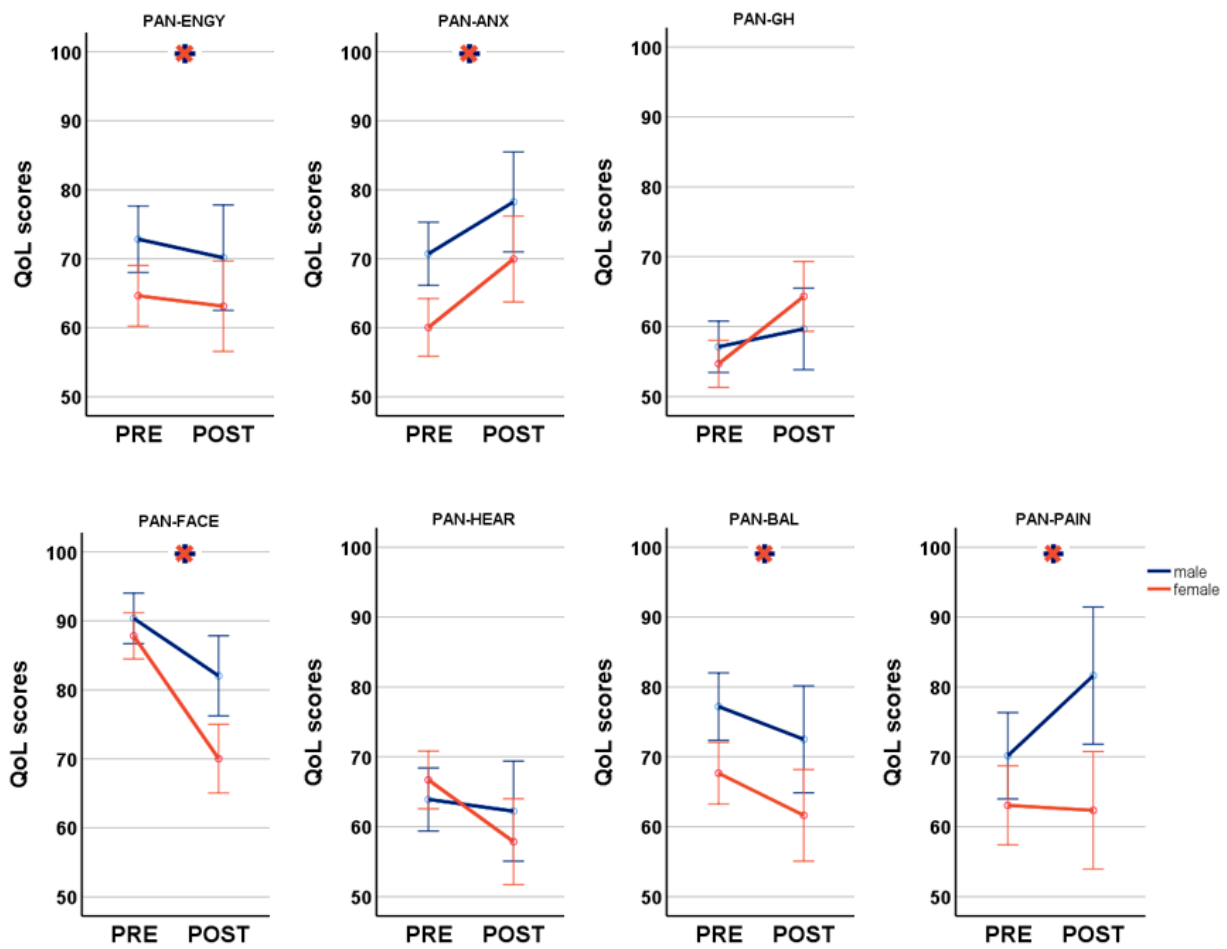 PAN-ENGY
100
90
80
70
60
50
QoL scores
PRE POST
PAN-ANX
100
90
80
70
60
50
QoL scores
PRE POST
PAN-GH
100
90
80
70
60
50
QoL scores
PRE POST
PAN-FACE
100
90
80
70
60
50
QoL scores
PRE POST
PAN-HEAR
100
90
80
70
60
50
QoL scores
PRE POST
PAN-BAL
100
90
80
70
60
50
QoL scores
PRE POST
PAN-PAIN
100
90
80
70
60
50
QoL scores
PRE POST
male
female